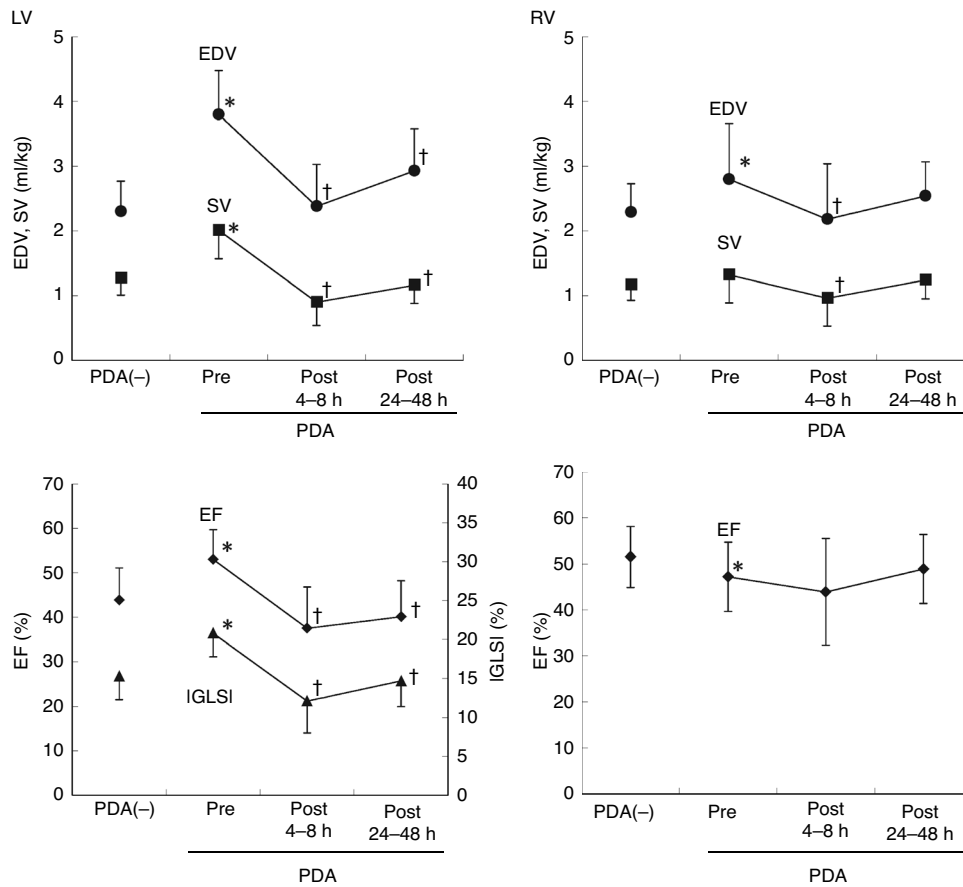 LV
5
4
3
2
1
0
EDV, SV (ml/kg)
EDV
*
†
†
SV
*
†
†
PDA(–)
Pre
Post
4–8 h
Post
24–48 h
PDA
RV
5
4
3
2
1
0
EDV, SV (ml/kg)
EDV
*
†
SV
†
PDA(–)
Pre
Post
4–8 h
Post
24–48 h
PDA
70
60
50
40
30
20
10
0
EF (%)
40
35
30
25
20
15
10
5
0
IGLSI (%)
EF
*
†
†
*
IGLSI
†
†
PDA(–)
Pre
Post
4–8 h
Post
24–48 h
PDA
70
60
50
40
30
20
10
0
EF (%)
EF
*
PDA(–)
Pre
Post
4–8 h
Post
24–48 h
PDA